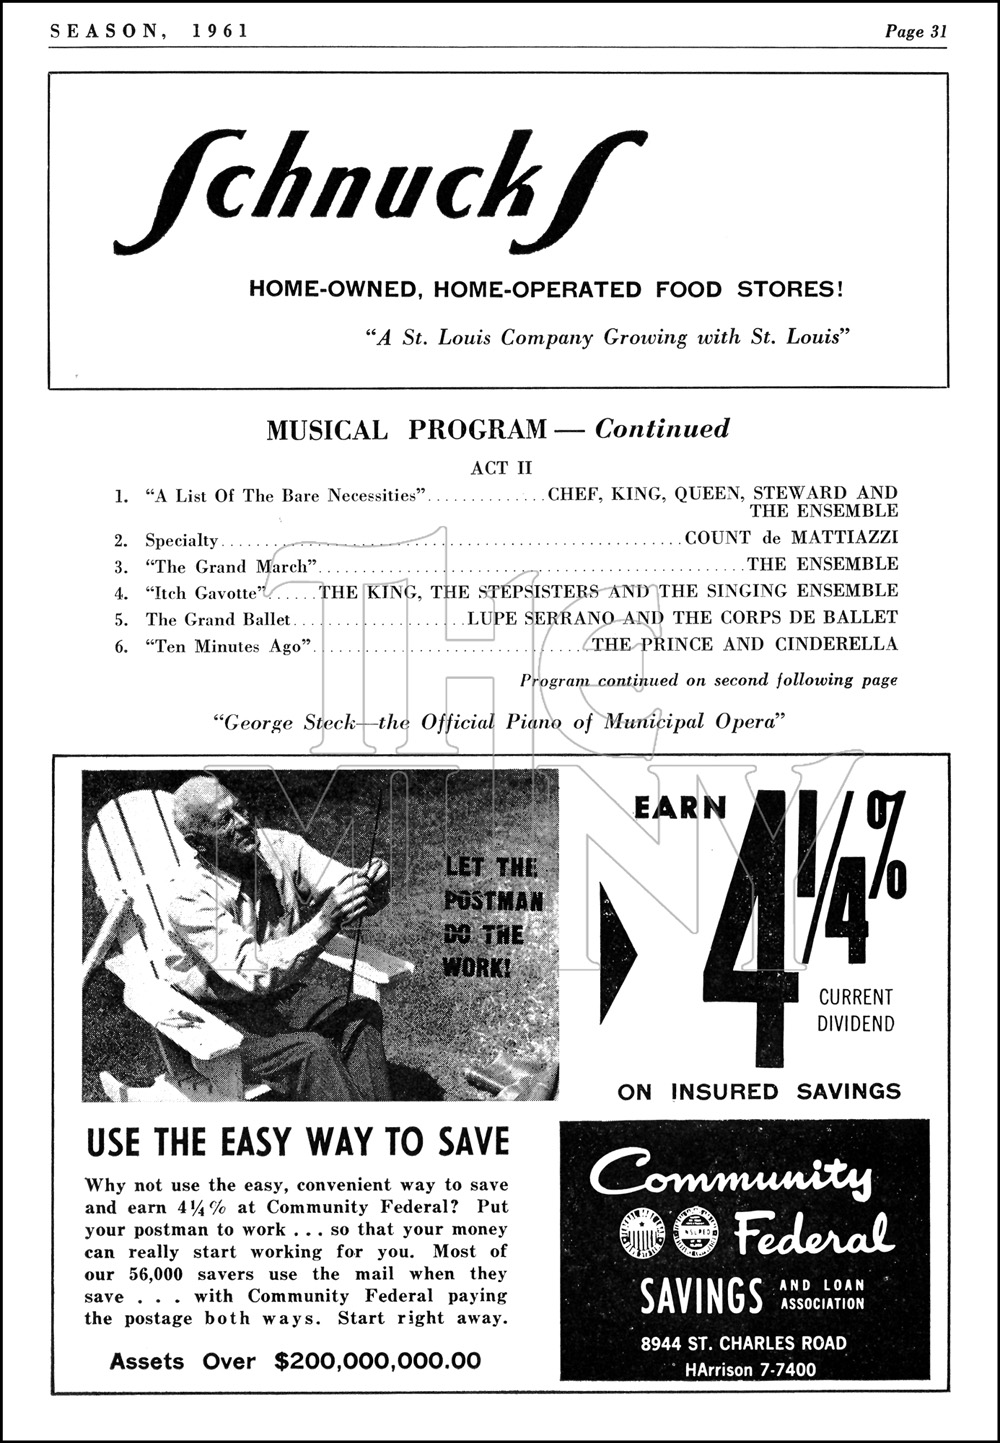 SEASON, 1961 Page 31
Schnucks
HOME-OWNED, HOME-OPERATED FOOD STORES!
“A St. Louis Company Growing with St. Louis”
MUSICAL PROGRAM — Continued
ACT II
1. “A List Of The Bare Necessities”..............CHEF, KING, QUEEN, STEWARD AND
THE ENSEMBLE
2. Specialty......................................................COUNT de MATTIAZZI
3. “The Grand March”..................................................THE ENSEMBLE
4. “Itch Gavotte”......THE KING, THE STEPSISTERS AND THE SINGING ENSEMBLE
5. The Grand Ballet....................LUPE SERRANO AND THE CORPS DE BALLET
6. “Ten Minutes Ago”................................THE PRINCE AND CINDERELLA
Program continued on second following page
“George Steck—the Official Piano of Municipal Opera”
THE
MUNY
LET THE
POSTMAN
DO THE
WORK!
EARN
4 1/4%
CURRENT
DIVIDEND
ON INSURED SAVINGS
USE THE EASY WAY TO SAVE
Why not use the easy, convenient way to save
and earn 4¼% at Community Federal? Put
your postman to work . . . so that your money
can really start working for you. Most of
our 56,000 savers use the mail when they
save . . . with Community Federal paying
the postage both ways. Start right away.
Assets Over $200,000,000.00
Community
Federal
SAVINGS AND LOAN
ASSOCIATION
8944 ST. CHARLES ROAD
HArrison 7-7400